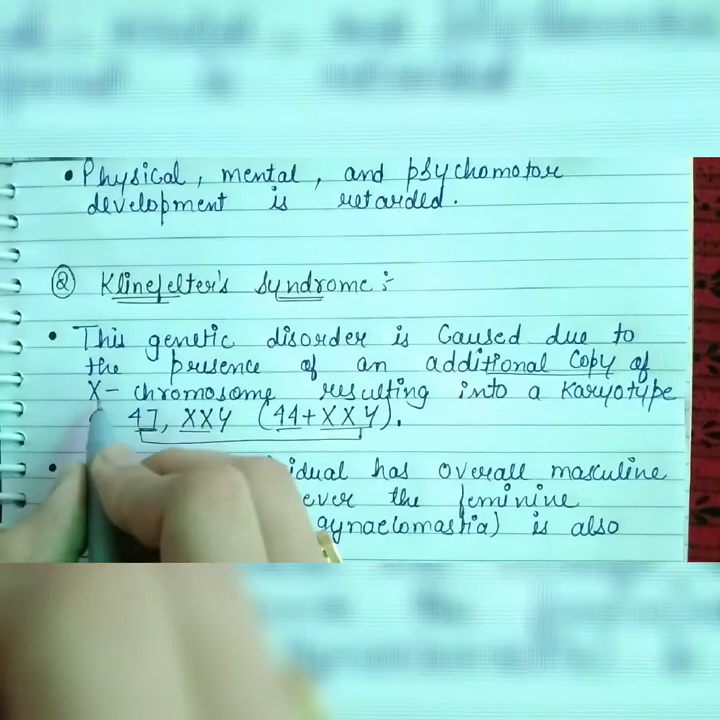 • Physical, mental, and psychomotor
development is retarded.
② Klinefelter's Syndrome :-
• This genetic disorder is Caused due to
the presence of an additional Copy of
X- chromosome resulting into a Karyotype
47, XXY (44+XXY).
• idual has overall masculine
ever the feminine
gynaecomastia) is also